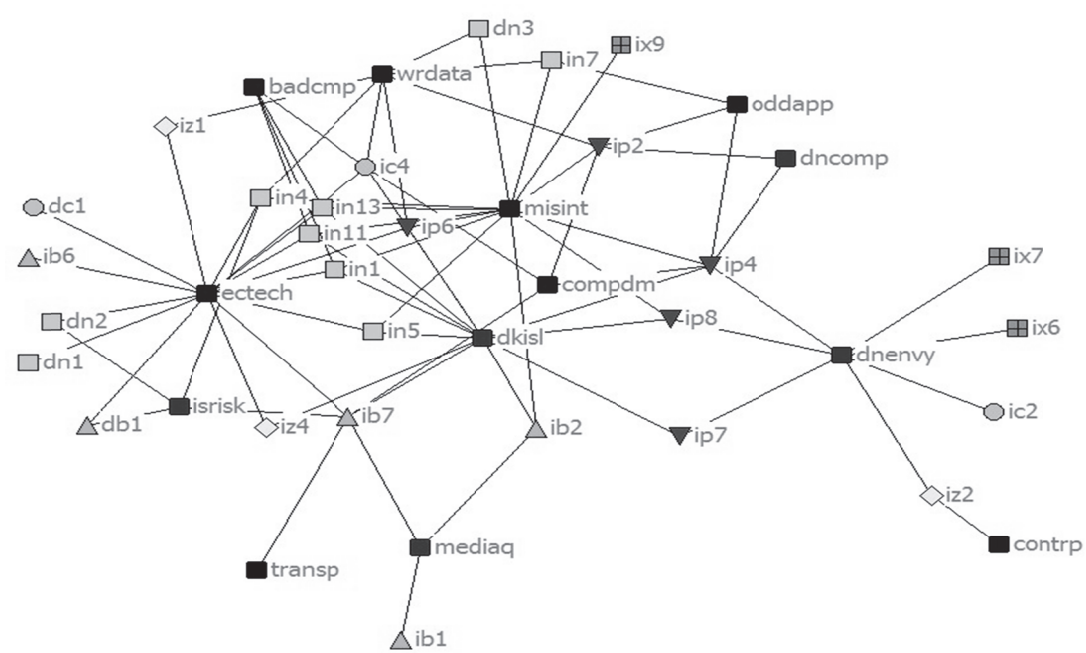 dn3
ix9
in7
wrdata
badcmp
oddapp
iz1
ip2
dncomp
ic4
in4
in13
misint
dc1
ip6
in11
ib6
ix7
in1
ip4
ectech
compdm
dn2
ip8
ix6
in5
dkisl
dnenvy
dn1
isrisk
ic2
db1
iz4
ib7
ib2
ip7
iz2
mediaq
contrp
transp
ib1